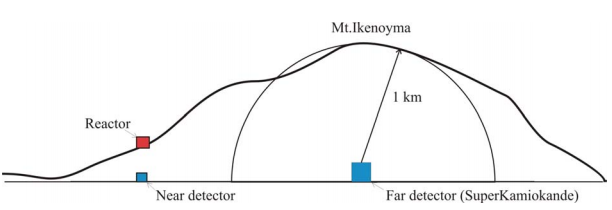 Mt.Ikenoyma
1 km
Reactor
Near detector
Far detector (SuperKamiokande)